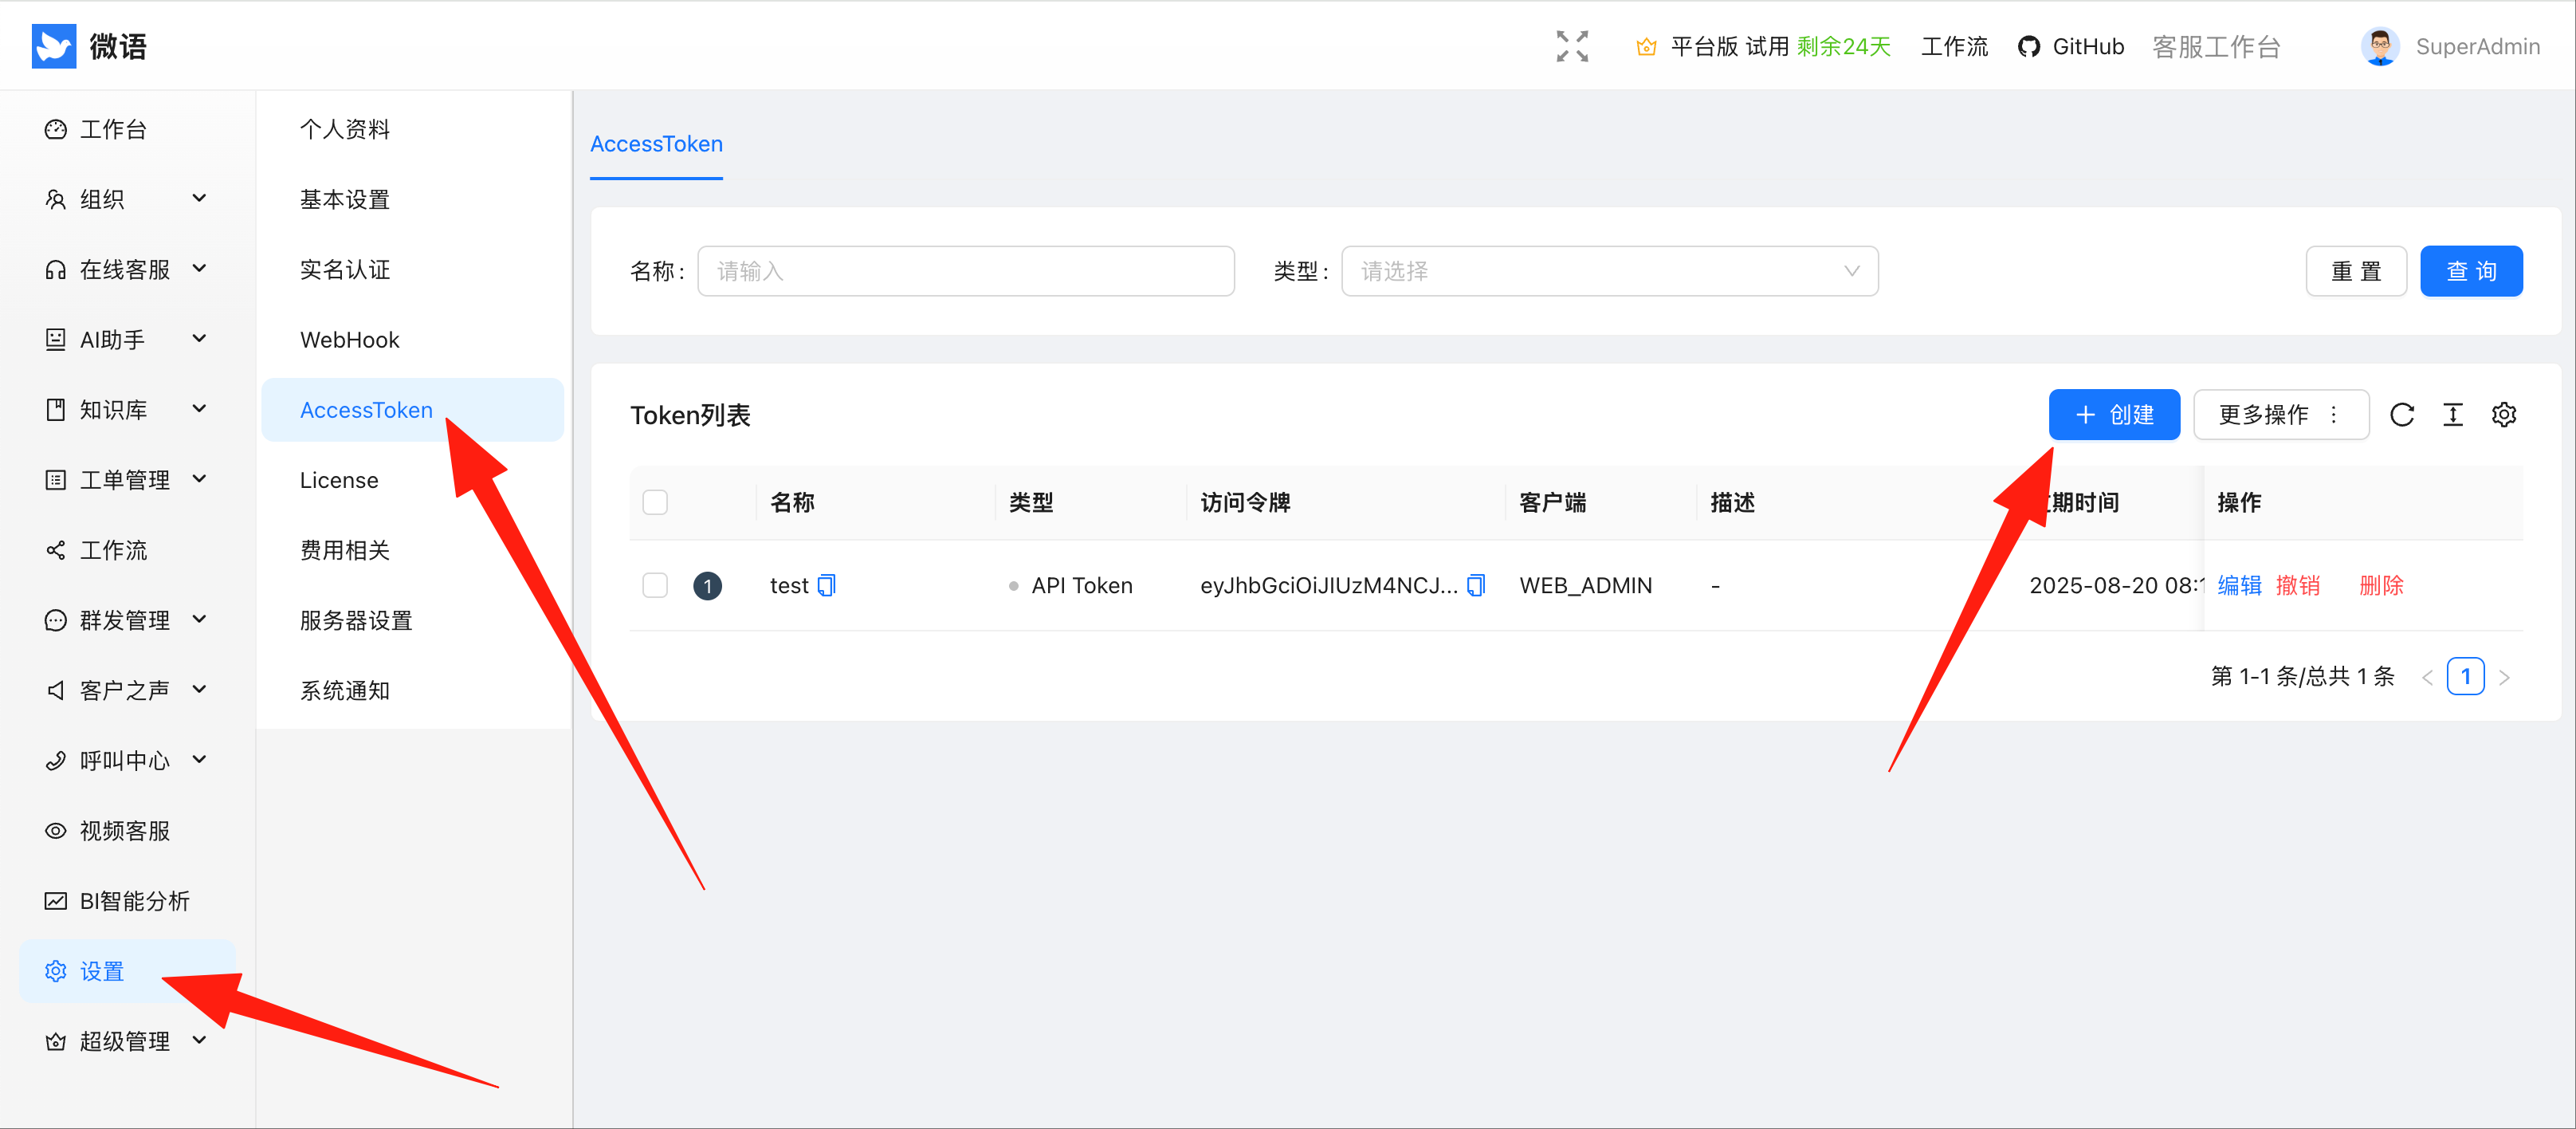 微语
平台版 试用 剩余24天 工作流 GitHub 客服工作台 SuperAdmin
工作台
组织
在线客服
AI助手
知识库
工单管理
工作流
群发管理
客户之声
呼叫中心
视频客服
BI智能分析
设置
超级管理
个人资料
基本设置
实名认证
WebHook
AccessToken
License
费用相关
服务器设置
系统通知
AccessToken
名称: 请输入 类型: 请选择 重置 查询
Token列表 创建 更多操作
名称 类型 访问令牌 客户端 描述 期时间 操作
1 test API Token eyJhbGciOiJIUzM4NCJ... WEB_ADMIN - 2025-08-20 08: 编辑 撤销 删除
第 1-1 条/总共 1 条 < 1 >